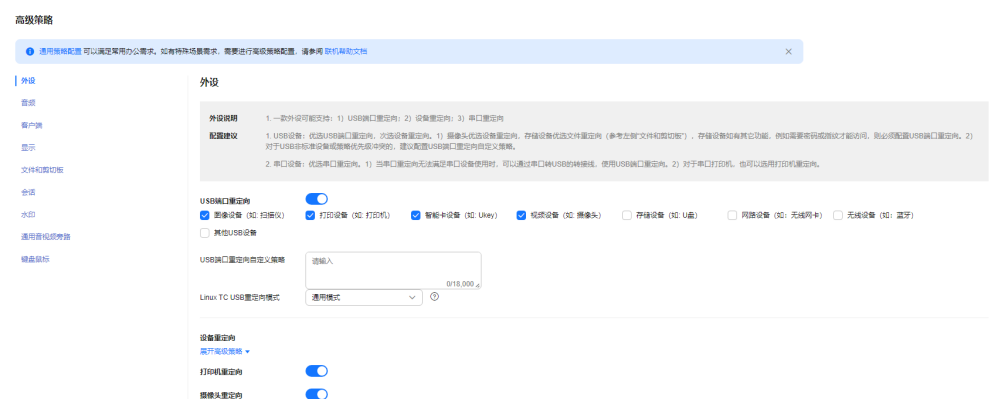 高级策略
通用策略配置 可以满足常用办公需求。如有特殊场景需求，需要进行高级策略配置，请参阅 联机帮助文档
外设
音频
客户端
显示
文件和剪切板
会话
水印
通用音视频旁路
键盘鼠标
外设
外设说明 1. 一款外设可能支持：1）USB端口重定向；2）设备重定向；3）串口重定向
配置建议 1. USB设备：优选USB端口重定向，次选设备重定向。1）摄像头优选设备重定向，存储设备优选文件重定向（参考左侧“文件和剪切板”），存储设备如有其它功能，例如需要密码或指纹才能访问，则必须配置USB端口重定向。2）
对于USB非标准设备或策略优先级冲突的，建议配置USB端口重定向自定义策略。
2. 串口设备：优选串口重定向。1）当串口重定向无法满足串口设备使用时，可以通过串口转USB的转接线，使用USB端口重定向。2）对于串口打印机，也可以选用打印机重定向。
USB端口重定向
图像设备（如: 扫描仪） 打印设备（如: 打印机） 智能卡设备（如: Ukey） 视频设备（如: 摄像头） 存储设备（如: U盘） 网路设备（如：无线网卡） 无线设备（如：蓝牙）
其他USB设备
USB端口重定向自定义策略 请输入
0/18,000
Linux TC USB重定向模式 通用模式
设备重定向
展开高级策略
打印机重定向
摄像头重定向